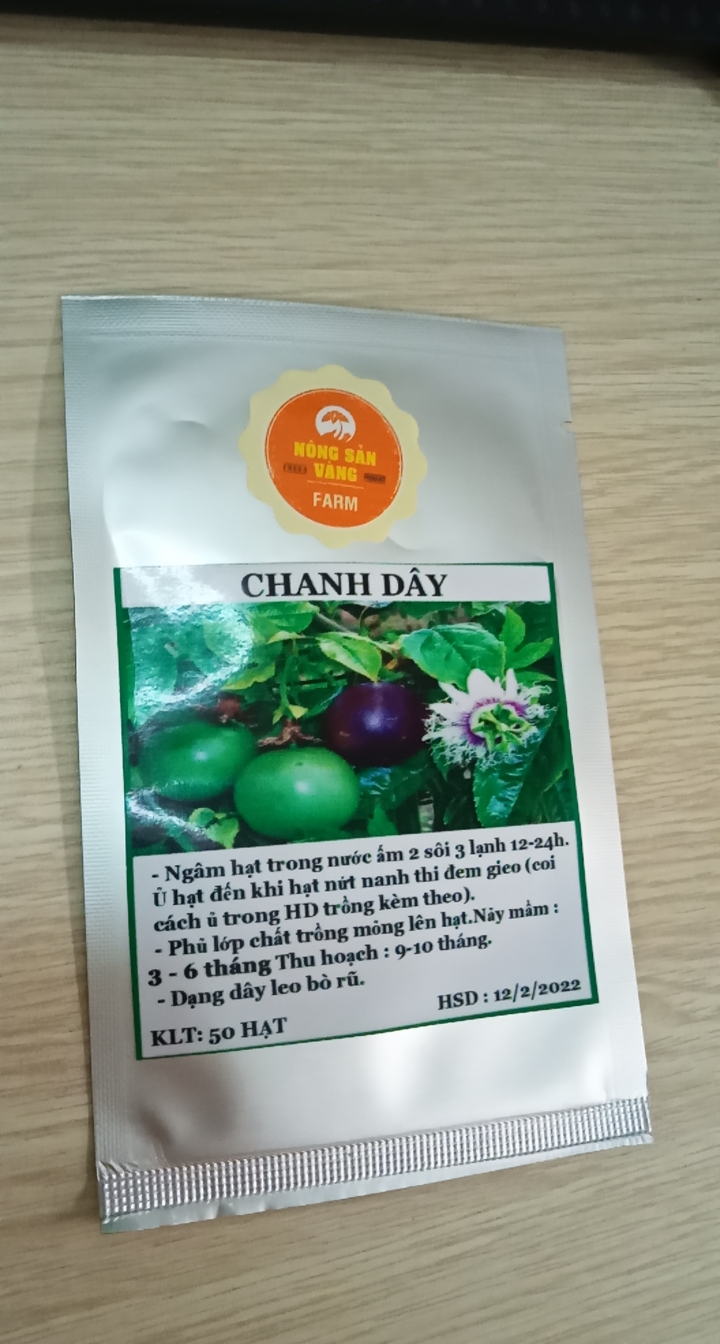 NÔNG SẢN
VÀNG
FARM
CHANH DÂY
- Ngâm hạt trong nước ấm 2 sôi 3 lạnh 12-24h.
Ủ hạt đến khi hạt nứt nanh thi đem gieo (coi
cách ủ trong HD trồng kèm theo).
- Phủ lớp chất trồng mỏng lên hạt.Nảy mầm :
3 - 6 tháng Thu hoạch : 9-10 tháng.
- Dạng dây leo bò rũ.
HSD : 12/2/2022
KLT: 50 HẠT